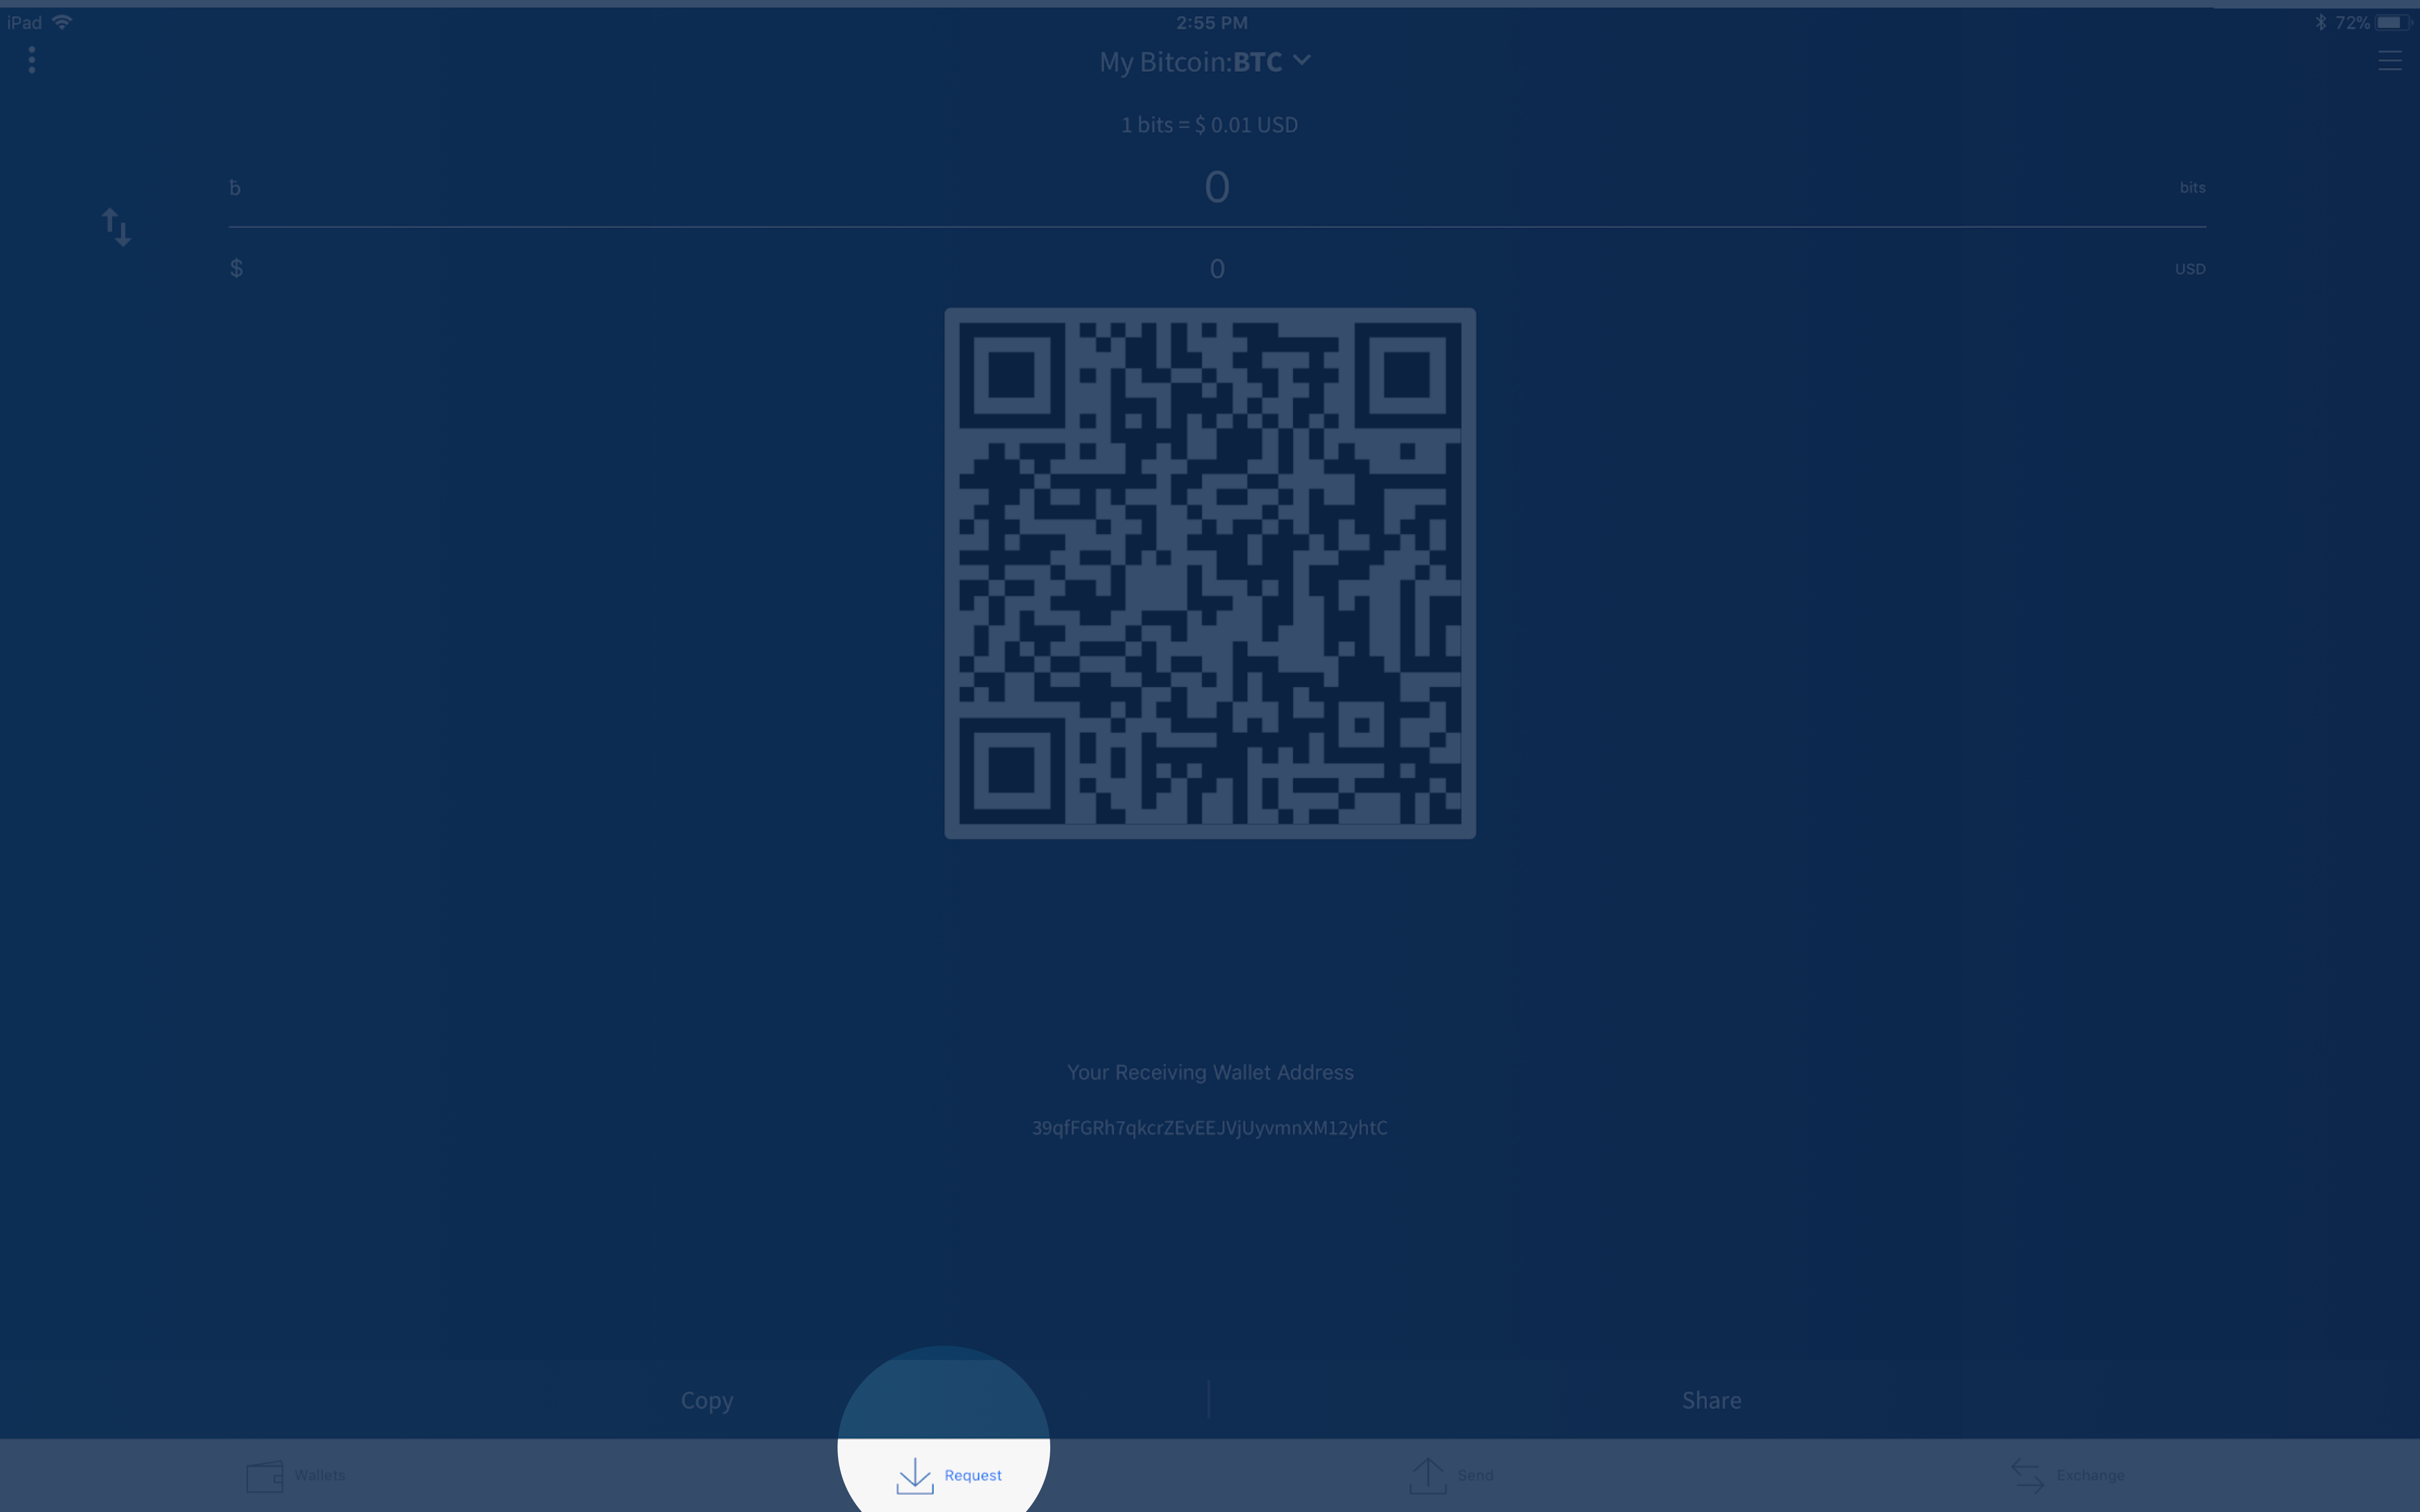 iPad 2:55 PM 72%
My Bitcoin:BTC
1 bits = $ 0.01 USD
ƀ 0 bits
$ 0 USD
Your Receiving Wallet Address
39qfFGRh7qkcrZEvEEJVjUyvmnXM12yhtC
Copy Share
Wallets Request Send Exchange